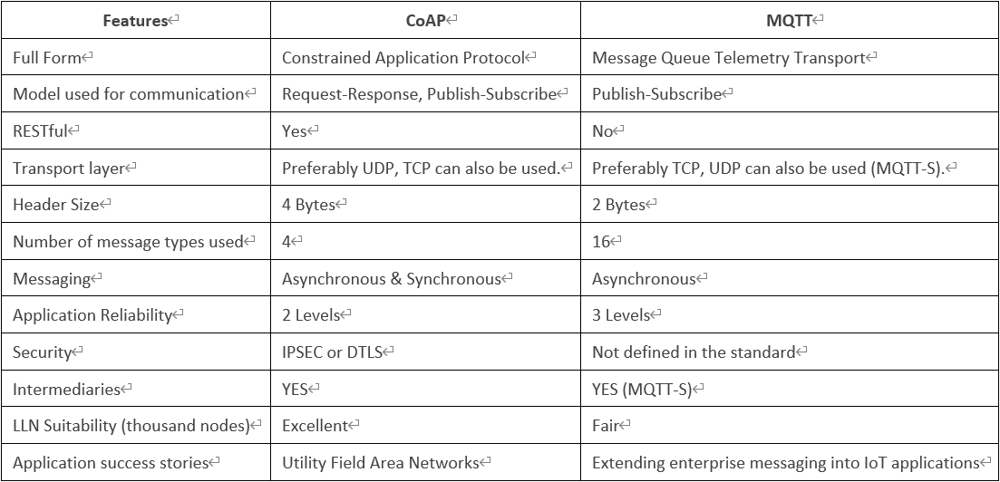 Features CoAP MQTT
Full Form Constrained Application Protocol Message Queue Telemetry Transport
Model used for communication Request-Response, Publish-Subscribe Publish-Subscribe
RESTful Yes No
Transport layer Preferably UDP, TCP can also be used. Preferably TCP, UDP can also be used (MQTT-S).
Header Size 4 Bytes 2 Bytes
Number of message types used 4 16
Messaging Asynchronous & Synchronous Asynchronous
Application Reliability 2 Levels 3 Levels
Security IPSEC or DTLS Not defined in the standard
Intermediaries YES YES (MQTT-S)
LLN Suitability (thousand nodes) Excellent Fair
Application success stories Utility Field Area Networks Extending enterprise messaging into IoT applications